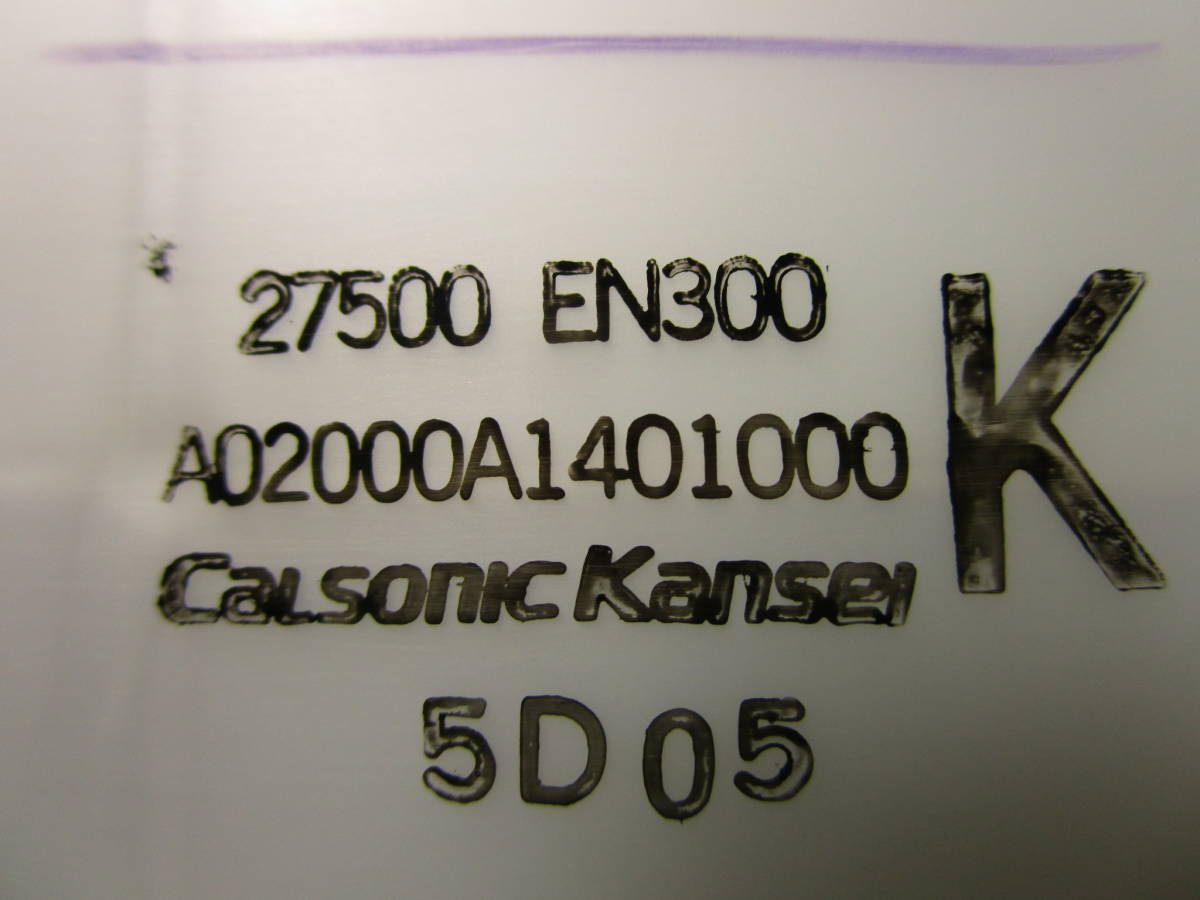 27500 EN300
A02000A1401000
Calsonic Kansei
5D05
K